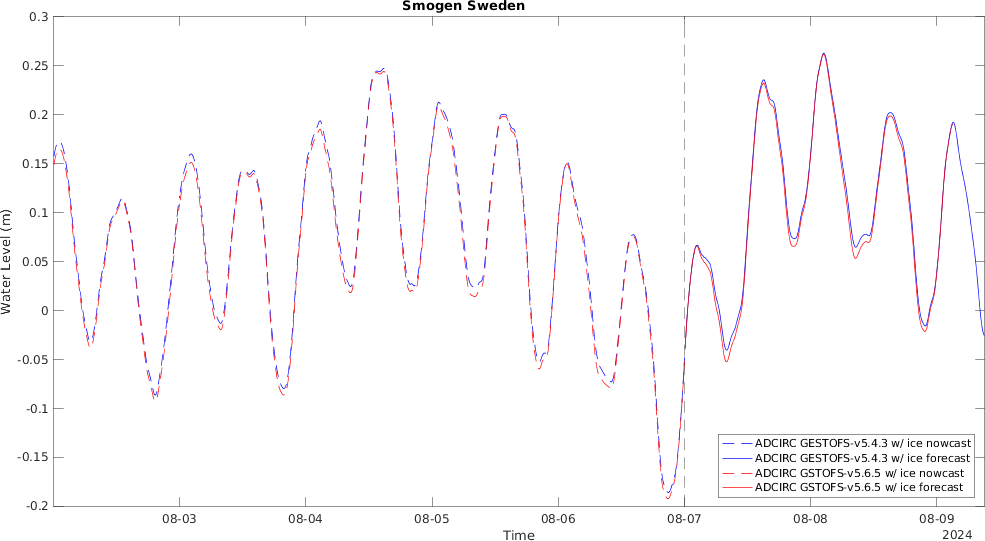 Smogen Sweden
0.3
0.25
0.2
0.15
0.1
0.05
0
-0.05
-0.1
-0.15
-0.2
Water Level (m)
ADCIRC GESTOFS-v5.4.3 w/ ice nowcast
ADCIRC GESTOFS-v5.4.3 w/ ice forecast
ADCIRC GSTOFS-v5.6.5 w/ ice nowcast
ADCIRC GSTOFS-v5.6.5 w/ ice forecast
08-03 08-04 08-05 08-06 08-07 08-08 08-09
Time
2024